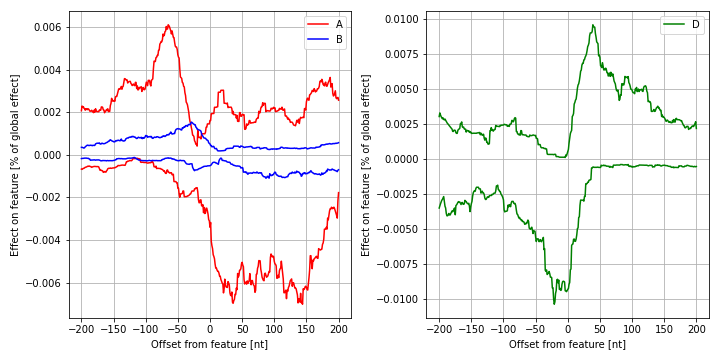 Effect on feature [% of global effect]
0.006
0.004
0.002
0.000
−0.002
−0.004
−0.006
A
B
−200 −150 −100 −50 0 50 100 150 200
Offset from feature [nt]
Effect on feature [% of global effect]
0.0100
0.0075
0.0050
0.0025
0.0000
−0.0025
−0.0050
−0.0075
−0.0100
D
−200 −150 −100 −50 0 50 100 150 200
Offset from feature [nt]